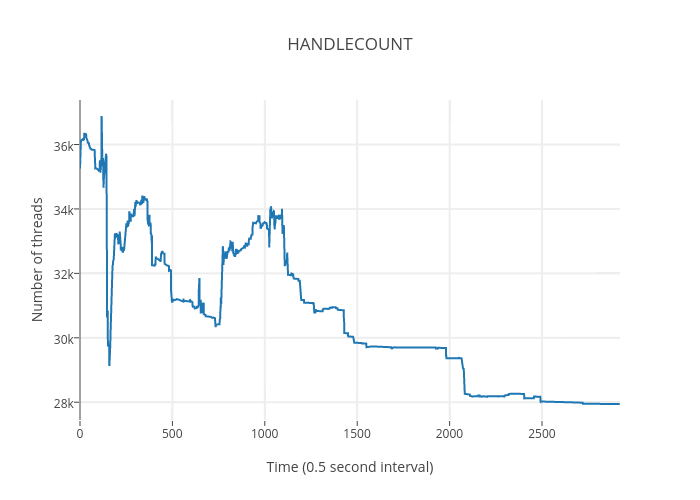 HANDLECOUNT
Number of threads
36k
34k
32k
30k
28k
0 500 1000 1500 2000 2500
Time (0.5 second interval)